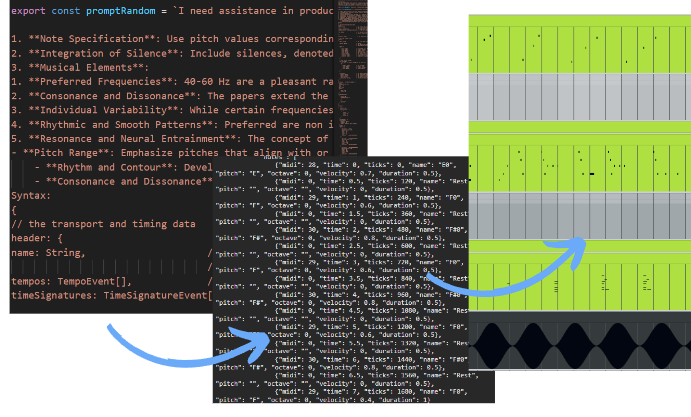 export const promptRandom = `I need assistance in produc
1. **Note Specification**: Use pitch values correspondin
2. **Integration of Silence**: Include silences, denoted
3. **Musical Elements**:
1. **Preferred Frequencies**: 40-60 Hz are a pleasant ra
2. **Consonance and Dissonance**: The papers extend the
3. **Individual Variability**: While certain frequencies
4. **Rhythmic and Smooth Patterns**: Preferred are non i
5. **Resonance and Neural Entrainment**: The concept of
- **Pitch Range**: Emphasize pitches that align with or
- **Rhythm and Contour**: Devel
- **Consonance and Dissonance**
Syntax:
{
// the transport and timing data
header: {
name: String, /
/
tempos: TempoEvent[], /
timeSignatures: TimeSignatureEvent[
{"midi": 28, "time": 0, "ticks": 0, "name": "E0",
"pitch": "E", "octave": 0, "velocity": 0.7, "duration": 0.5},
{"midi": 0, "time": 0.5, "ticks": 120, "name": "Rest",
"pitch": "", "octave": 0, "velocity": 0, "duration": 0.5},
{"midi": 29, "time": 1, "ticks": 240, "name": "F0",
"pitch": "F", "octave": 0, "velocity": 0.6, "duration": 0.5},
{"midi": 0, "time": 1.5, "ticks": 360, "name": "Rest",
"pitch": "", "octave": 0, "velocity": 0, "duration": 0.5},
{"midi": 30, "time": 2, "ticks": 480, "name": "F#0",
"pitch": "F#", "octave": 0, "velocity": 0.8, "duration": 0.5},
{"midi": 0, "time": 2.5, "ticks": 600, "name": "Rest",
"pitch": "", "octave": 0, "velocity": 0, "duration": 0.5},
{"midi": 29, "time": 3, "ticks": 720, "name": "F0",
"pitch": "F", "octave": 0, "velocity": 0.6, "duration": 0.5},
{"midi": 0, "time": 3.5, "ticks": 840, "name": "Rest",
"pitch": "", "octave": 0, "velocity": 0, "duration": 0.5},
{"midi": 30, "time": 4, "ticks": 960, "name": "F#0",
"pitch": "F#", "octave": 0, "velocity": 0.8, "duration": 0.5},
{"midi": 0, "time": 4.5, "ticks": 1080, "name": "Rest",
"pitch": "", "octave": 0, "velocity": 0, "duration": 0.5},
{"midi": 29, "time": 5, "ticks": 1200, "name": "F0",
"pitch": "F", "octave": 0, "velocity": 0.6, "duration": 0.5},
{"midi": 0, "time": 5.5, "ticks": 1320, "name": "Rest",
"pitch": "", "octave": 0, "velocity": 0, "duration": 0.5},
{"midi": 30, "time": 6, "ticks": 1440, "name": "F#0",
"pitch": "F#", "octave": 0, "velocity": 0.8, "duration": 0.5},
{"midi": 0, "time": 6.5, "ticks": 1560, "name": "Rest",
"pitch": "", "octave": 0, "velocity": 0, "duration": 0.5},
{"midi": 29, "time": 7, "ticks": 1680, "name": "F0",
"pitch": "F", "octave": 0, "velocity": 0.4, "duration": 1}